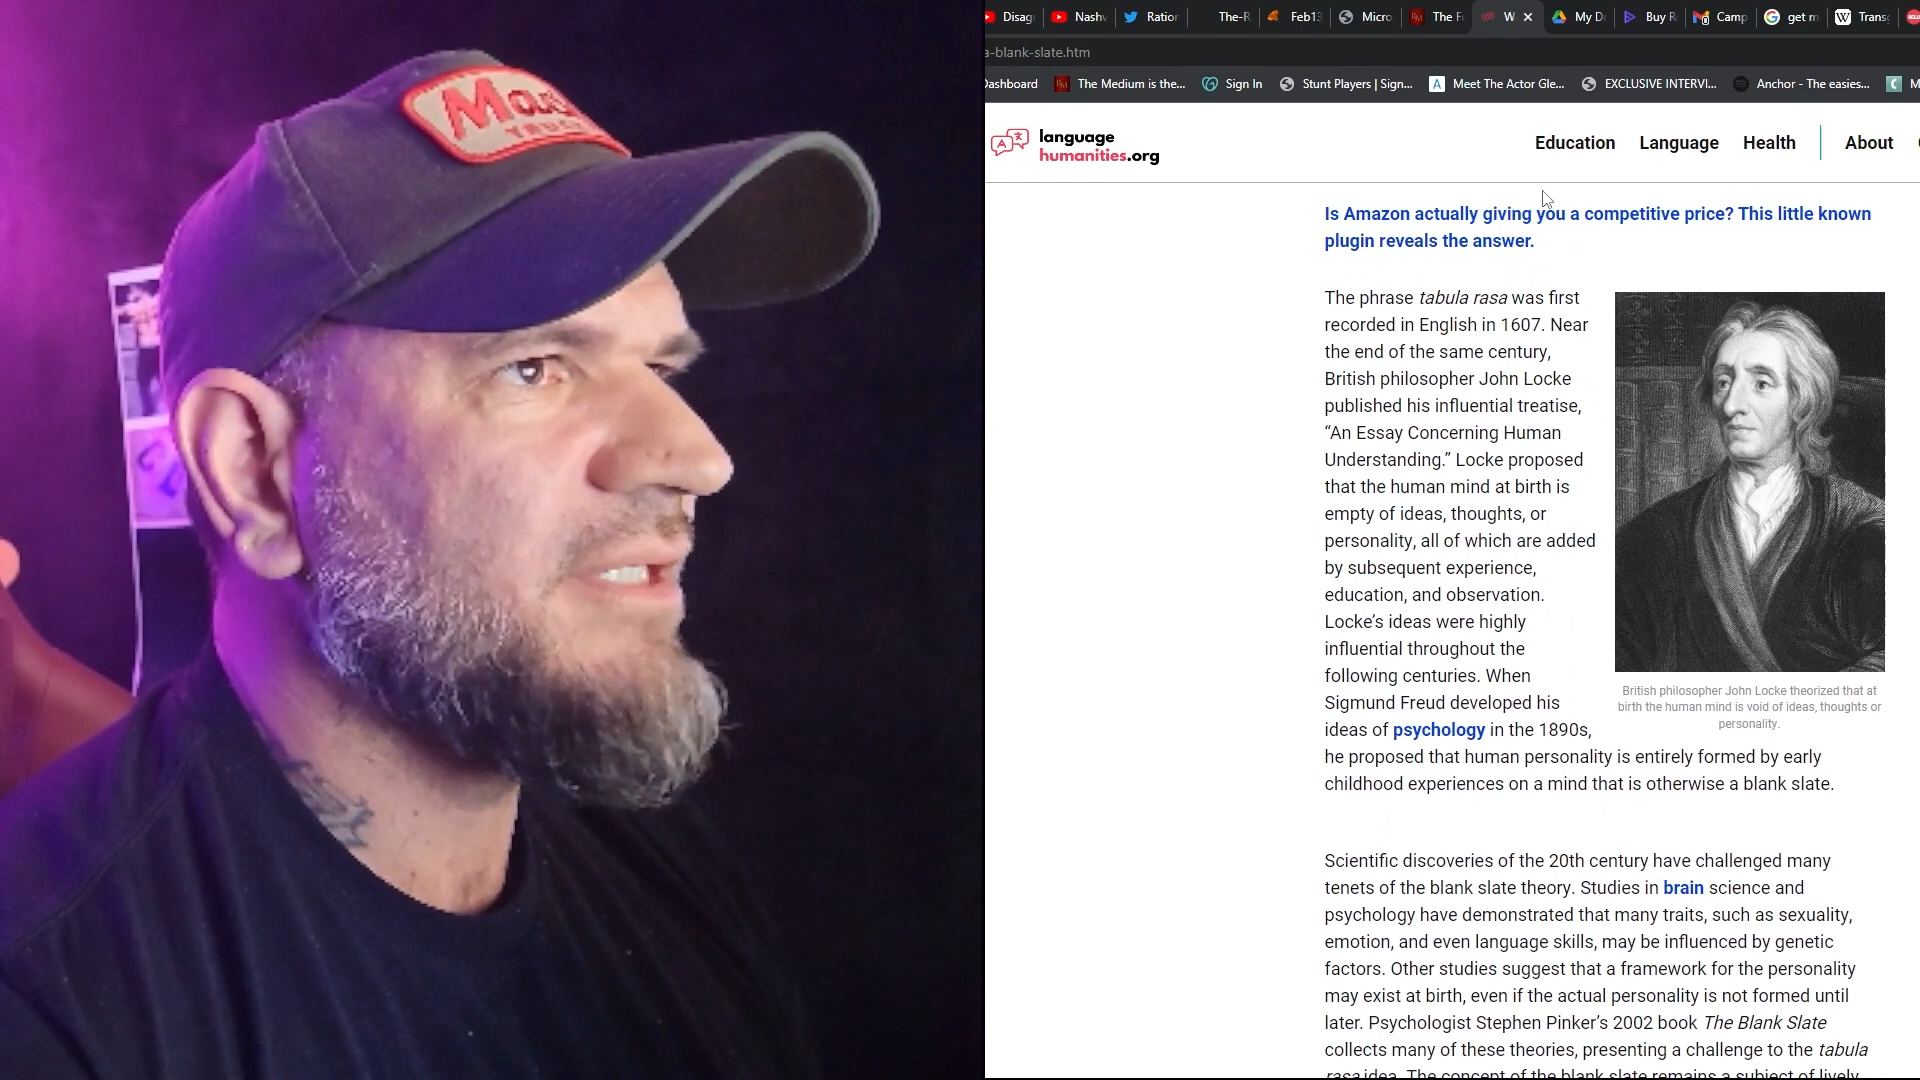 Disag
Nashv
Ration
The-R
Feb13
Micro
The F
W
My D
Buy R
Camp
get m
Trans
a-blank-slate.htm
Dashboard
The Medium is the...
Sign In
Stunt Players | Sign...
Meet The Actor Gle...
EXCLUSIVE INTERVI...
Anchor - The easies...
M
language
humanities.org
Education
Language
Health
About
Is Amazon actually giving you a competitive price? This little known
plugin reveals the answer.
The phrase tabula rasa was first
recorded in English in 1607. Near
the end of the same century,
British philosopher John Locke
published his influential treatise,
“An Essay Concerning Human
Understanding.” Locke proposed
that the human mind at birth is
empty of ideas, thoughts, or
personality, all of which are added
by subsequent experience,
education, and observation.
Locke’s ideas were highly
influential throughout the
following centuries. When
Sigmund Freud developed his
ideas of psychology in the 1890s,
he proposed that human personality is entirely formed by early
childhood experiences on a mind that is otherwise a blank slate.
British philosopher John Locke theorized that at
birth the human mind is void of ideas, thoughts or
personality.
Scientific discoveries of the 20th century have challenged many
tenets of the blank slate theory. Studies in brain science and
psychology have demonstrated that many traits, such as sexuality,
emotion, and even language skills, may be influenced by genetic
factors. Other studies suggest that a framework for the personality
may exist at birth, even if the actual personality is not formed until
later. Psychologist Stephen Pinker’s 2002 book The Blank Slate
collects many of these theories, presenting a challenge to the tabula
rasa idea. The concept of the blank slate remains a subject of lively